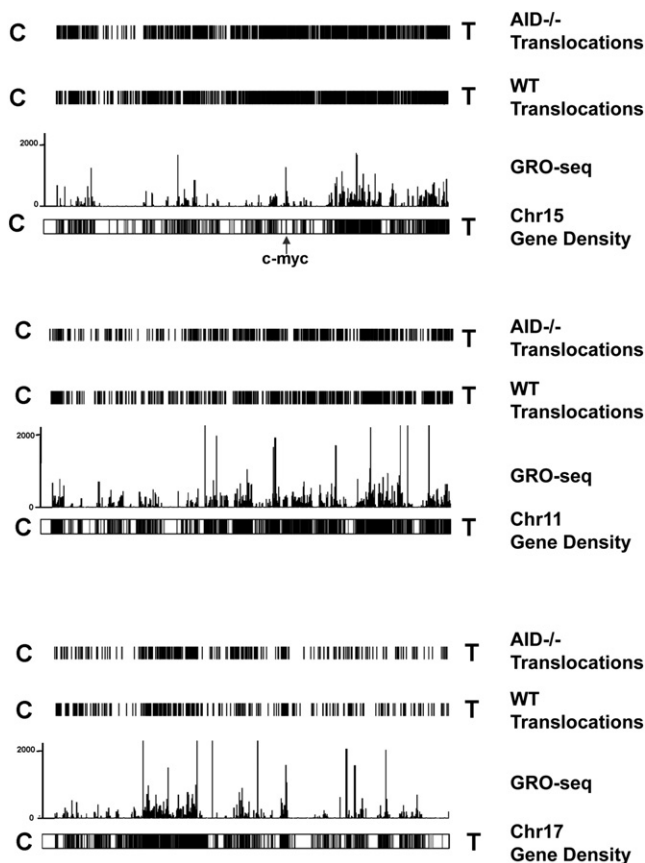 C T AID-/-
Translocations
C T WT
Translocations
2000
GRO-seq
0
C T Chr15
Gene Density
c-myc
C T AID-/-
Translocations
C T WT
Translocations
2000
GRO-seq
0
C T Chr11
Gene Density
C T AID-/-
Translocations
C T WT
Translocations
2000
GRO-seq
0
C T Chr17
Gene Density